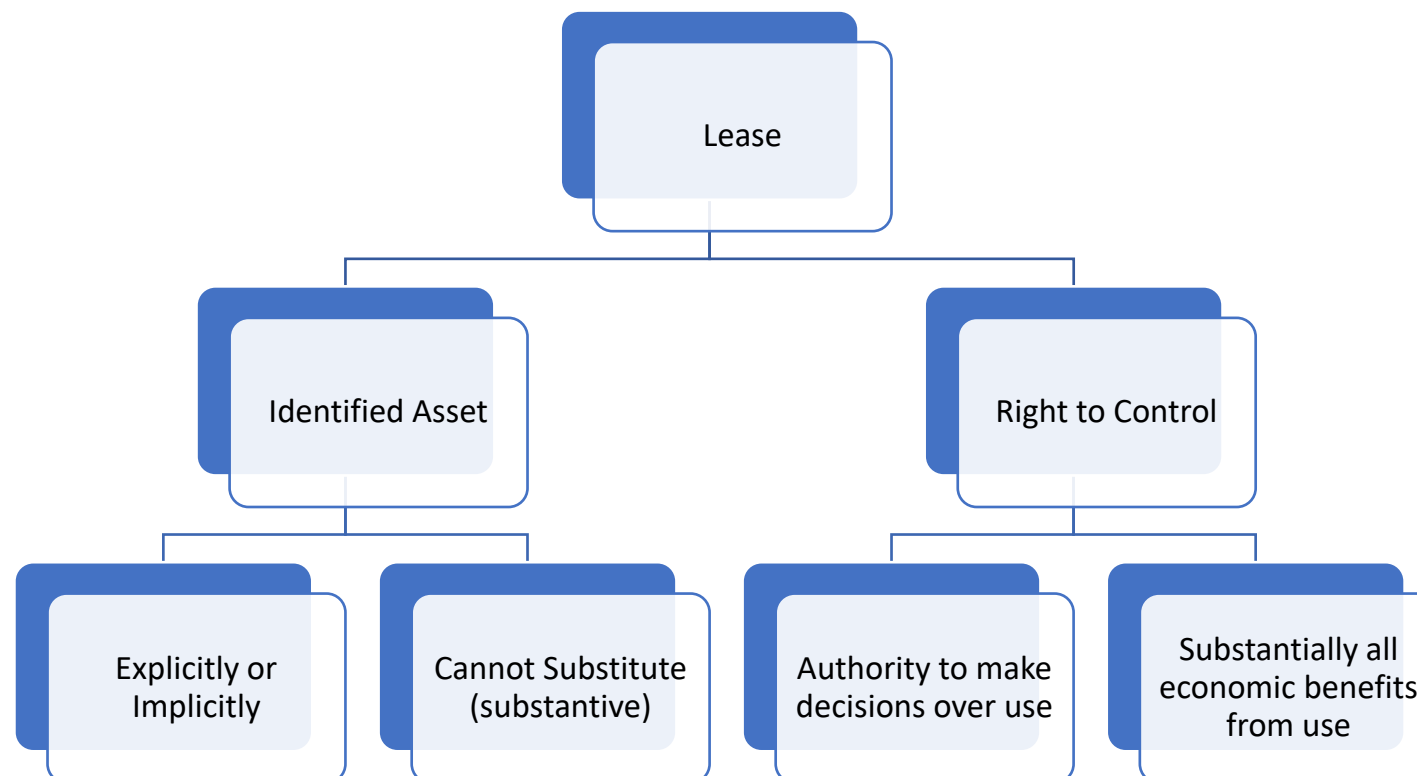 Lease
Identified Asset
Right to Control
Explicitly or
Implicitly
Cannot Substitute
(substantive)
Authority to make
decisions over use
Substantially all
economic benefits
from use